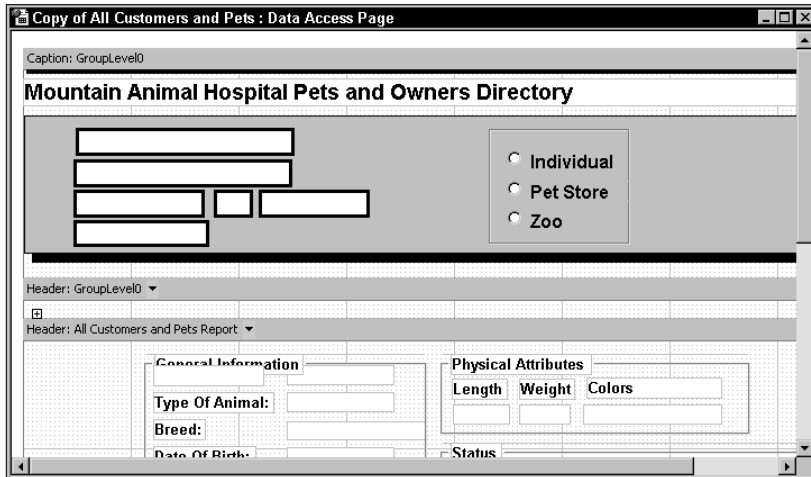 Copy of All Customers and Pets : Data Access Page
Caption: GroupLevel0
Mountain Animal Hospital Pets and Owners Directory
Individual
Pet Store
Zoo
Header: GroupLevel0
Header: All Customers and Pets Report
General Information
Physical Attributes
Length Weight Colors
Type Of Animal:
Breed:
Date Of Birth:
Status